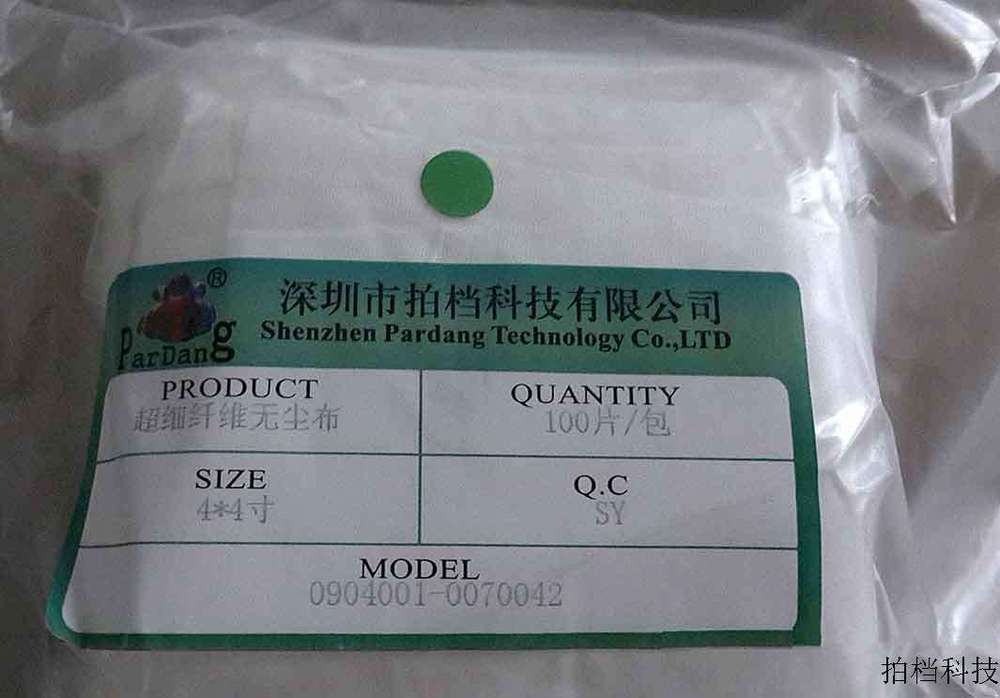 ®
ParDang
深圳市拍档科技有限公司
Shenzhen Pardang Technology Co.,LTD
PRODUCT
超细纤维无尘布
QUANTITY
100片/包
SIZE
4*4寸
Q.C
SY
MODEL
0904001-0070042
拍档科技